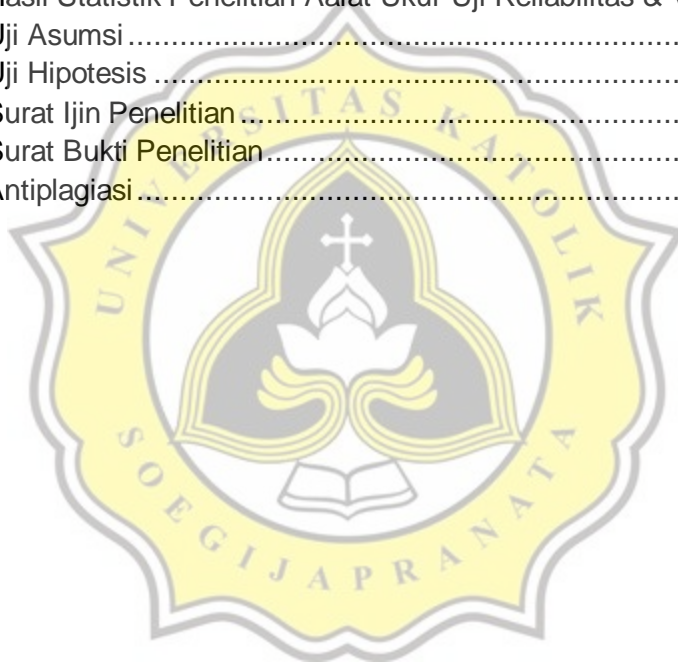 Hasil Statistik Penelitian Aalat Ukur Uji Reliabilitas &
Uji Asumsi ..............................................................................
Uji Hipotesis ..........................................................................
Surat Ijin Penelitian ................................................................
Surat Bukti Penelitian .............................................................
Antiplagiasi .............................................................................
UNIVERSITAS KATOLIK
SOEGIJAPRANATA